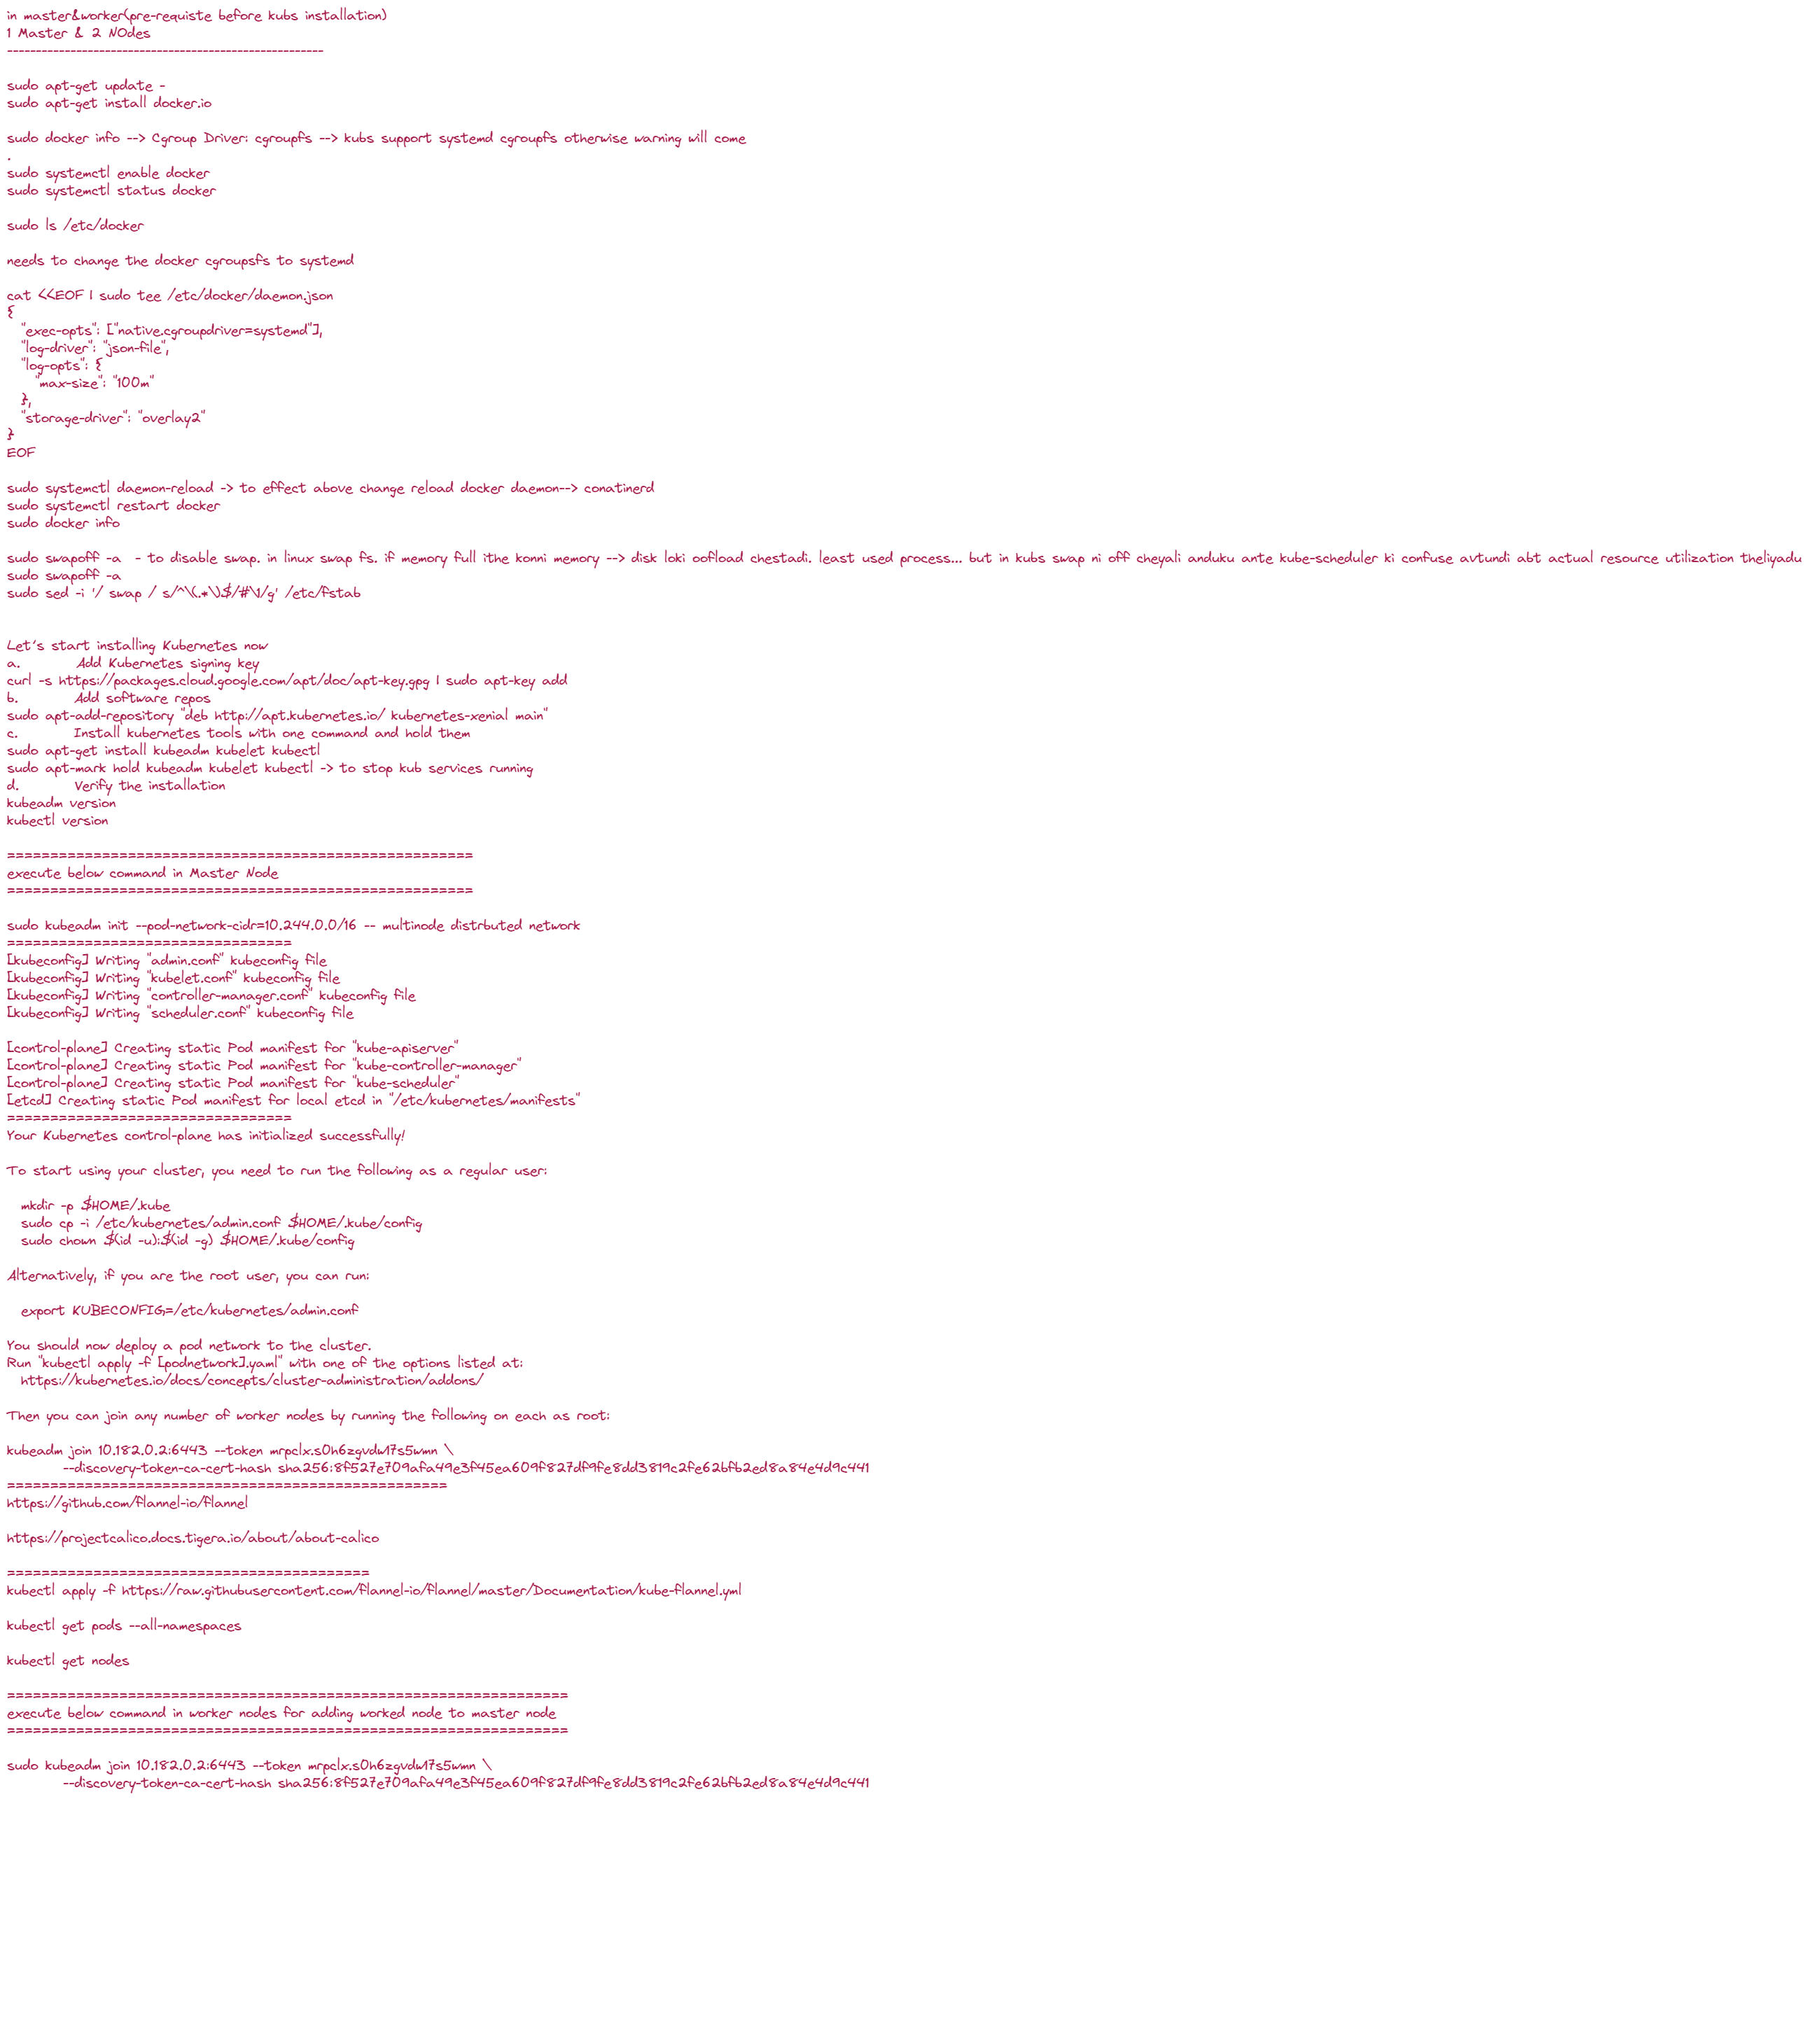 in master&worker(pre-requiste before kubs installation)
1 Master & 2 NOdes
-------------------------------------------------------
sudo apt-get update -
sudo apt-get install docker.io
sudo docker info --> Cgroup Driver: cgroupfs --> kubs support systemd cgroupfs otherwise warning will come
.
sudo systemctl enable docker
sudo systemctl status docker
sudo ls /etc/docker
needs to change the docker cgroupsfs to systemd
cat <<EOF | sudo tee /etc/docker/daemon.json
{
  "exec-opts": ["native.cgroupdriver=systemd"],
  "log-driver": "json-file",
  "log-opts": {
    "max-size": "100m"
  },
  "storage-driver": "overlay2"
}
EOF
sudo systemctl daemon-reload -> to effect above change reload docker daemon--> conatinerd
sudo systemctl restart docker
sudo docker info
sudo swapoff -a  - to disable swap. in linux swap fs. if memory full ithe konni memory --> disk loki oofload chestadi. least used process... but in kubs swap ni off cheyali anduku ante kube-scheduler ki confuse avtundi abt actual resource utilization theliyadu
sudo swapoff -a
sudo sed -i '/ swap / s/^\(.*\)$/#\1/g' /etc/fstab
Let's start installing Kubernetes now
a.        Add Kubernetes signing key
curl -s https://packages.cloud.google.com/apt/doc/apt-key.gpg | sudo apt-key add
b.        Add software repos
sudo apt-add-repository "deb http://apt.kubernetes.io/ kubernetes-xenial main"
c.        Install kubernetes tools with one command and hold them
sudo apt-get install kubeadm kubelet kubectl
sudo apt-mark hold kubeadm kubelet kubectl -> to stop kub services running
d.        Verify the installation
kubeadm version
kubectl version
======================================================
execute below command in Master Node
======================================================
sudo kubeadm init --pod-network-cidr=10.244.0.0/16 -- multinode distrbuted network
=================================
[kubeconfig] Writing "admin.conf" kubeconfig file
[kubeconfig] Writing "kubelet.conf" kubeconfig file
[kubeconfig] Writing "controller-manager.conf" kubeconfig file
[kubeconfig] Writing "scheduler.conf" kubeconfig file
[control-plane] Creating static Pod manifest for "kube-apiserver"
[control-plane] Creating static Pod manifest for "kube-controller-manager"
[control-plane] Creating static Pod manifest for "kube-scheduler"
[etcd] Creating static Pod manifest for local etcd in "/etc/kubernetes/manifests"
=================================
Your Kubernetes control-plane has initialized successfully!
To start using your cluster, you need to run the following as a regular user:
  mkdir -p $HOME/.kube
  sudo cp -i /etc/kubernetes/admin.conf $HOME/.kube/config
  sudo chown $(id -u):$(id -g) $HOME/.kube/config
Alternatively, if you are the root user, you can run:
  export KUBECONFIG=/etc/kubernetes/admin.conf
You should now deploy a pod network to the cluster.
Run "kubectl apply -f [podnetwork].yaml" with one of the options listed at:
  https://kubernetes.io/docs/concepts/cluster-administration/addons/
Then you can join any number of worker nodes by running the following on each as root:
kubeadm join 10.182.0.2:6443 --token mrpclx.s0h6zgvdw17s5wmn \
        --discovery-token-ca-cert-hash sha256:8f527e709afa49e3f45ea609f827df9fe8dd3819c2fe62bfb2ed8a84e4d9c441
===================================================
https://github.com/flannel-io/flannel
https://projectcalico.docs.tigera.io/about/about-calico
==========================================
kubectl apply -f https://raw.githubusercontent.com/flannel-io/flannel/master/Documentation/kube-flannel.yml
kubectl get pods --all-namespaces
kubectl get nodes
=================================================================
execute below command in worker nodes for adding worked node to master node
=================================================================
sudo kubeadm join 10.182.0.2:6443 --token mrpclx.s0h6zgvdw17s5wmn \
        --discovery-token-ca-cert-hash sha256:8f527e709afa49e3f45ea609f827df9fe8dd3819c2fe62bfb2ed8a84e4d9c441